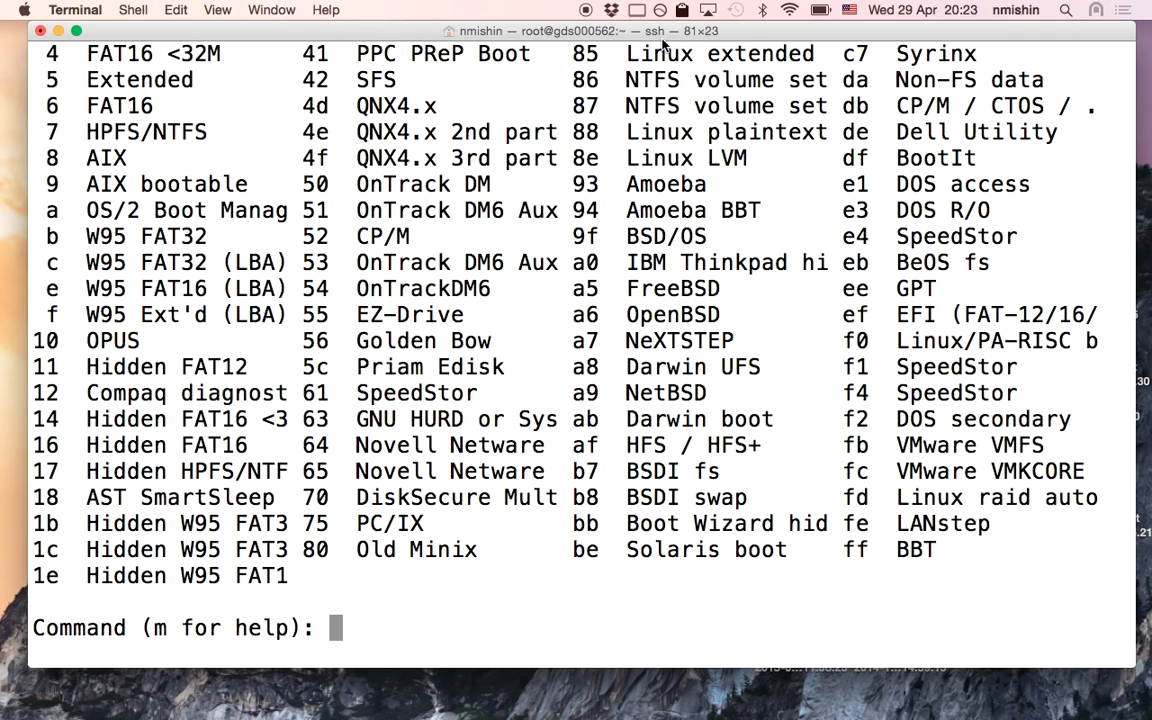 Terminal Shell Edit View Window Help Wed 29 Apr 20:23 nmishin
nmishin — root@gds000562:~ — ssh — 81×23
4 FAT16 <32M 41 PPC PReP Boot 85 Linux extended c7 Syrinx
5 Extended 42 SFS 86 NTFS volume set da Non-FS data
6 FAT16 4d QNX4.x 87 NTFS volume set db CP/M / CTOS / .
7 HPFS/NTFS 4e QNX4.x 2nd part 88 Linux plaintext de Dell Utility
8 AIX 4f QNX4.x 3rd part 8e Linux LVM df BootIt
9 AIX bootable 50 OnTrack DM 93 Amoeba e1 DOS access
a OS/2 Boot Manag 51 OnTrack DM6 Aux 94 Amoeba BBT e3 DOS R/O
b W95 FAT32 52 CP/M 9f BSD/OS e4 SpeedStor
c W95 FAT32 (LBA) 53 OnTrack DM6 Aux a0 IBM Thinkpad hi eb BeOS fs
e W95 FAT16 (LBA) 54 OnTrackDM6 a5 FreeBSD ee GPT
f W95 Ext'd (LBA) 55 EZ-Drive a6 OpenBSD ef EFI (FAT-12/16/
10 OPUS 56 Golden Bow a7 NeXTSTEP f0 Linux/PA-RISC b
11 Hidden FAT12 5c Priam Edisk a8 Darwin UFS f1 SpeedStor
12 Compaq diagnost 61 SpeedStor a9 NetBSD f4 SpeedStor
14 Hidden FAT16 <3 63 GNU HURD or Sys ab Darwin boot f2 DOS secondary
16 Hidden FAT16 64 Novell Netware af HFS / HFS+ fb VMware VMFS
17 Hidden HPFS/NTF 65 Novell Netware b7 BSDI fs fc VMware VMKCORE
18 AST SmartSleep 70 DiskSecure Mult b8 BSDI swap fd Linux raid auto
1b Hidden W95 FAT3 75 PC/IX bb Boot Wizard hid fe LANstep
1c Hidden W95 FAT3 80 Old Minix be Solaris boot ff BBT
1e Hidden W95 FAT1
Command (m for help):